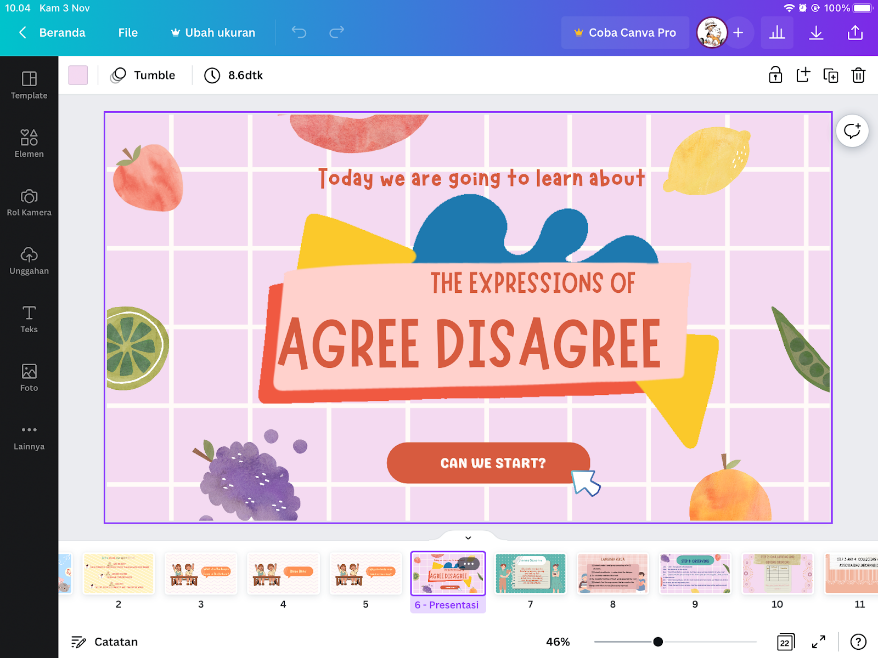 10.04 Kam 3 Nov
100%
Beranda
File
Ubah ukuran
Coba Canva Pro
Template
Elemen
Rol Kamera
Unggahan
Teks
Foto
Lainnya
Tumble
8.6dtk
Today we are going to learn about
THE EXPRESSIONS OF
AGREE DISAGREE
CAN WE START?
2
3
4
5
6 - Presentasi
7
8
9
10
11
Catatan
46%
22